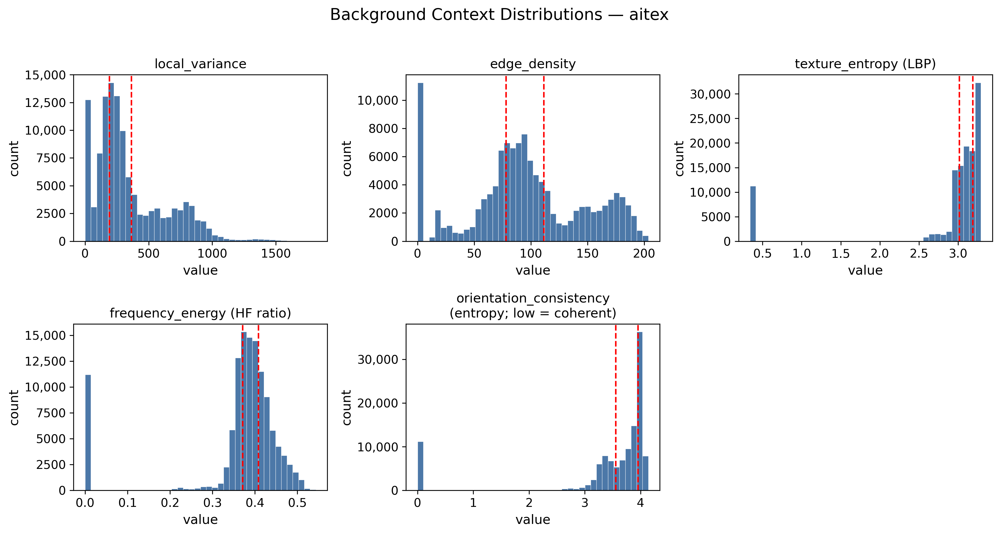 Background Context Distributions — aitex
local_variance
15,000
12,500
10,000
7500
5000
2500
0
count
0 500 1000 1500
value
edge_density
10,000
8000
6000
4000
2000
0
count
0 50 100 150 200
value
texture_entropy (LBP)
30,000
25,000
20,000
15,000
10,000
5000
0
count
0.5 1.0 1.5 2.0 2.5 3.0
value
frequency_energy (HF ratio)
15,000
12,500
10,000
7500
5000
2500
0
count
0.0 0.1 0.2 0.3 0.4 0.5
value
orientation_consistency
(entropy; low = coherent)
30,000
20,000
10,000
0
count
0 1 2 3 4
value